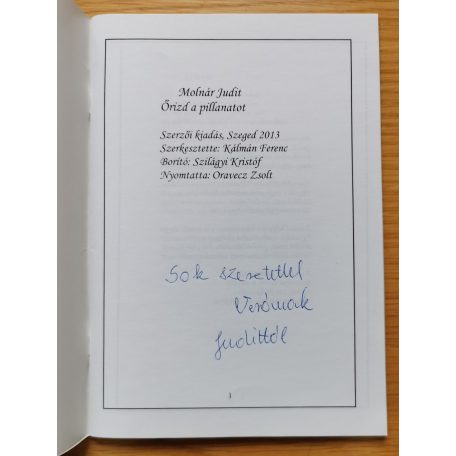 Molnár Judit
Őrizd a pillanatot
Szerzői kiadás, Szeged 2013
Szerkesztette: Kálmán Ferenc
Borító: Szilágyi Kristóf
Nyomtatta: Oravecz Zsolt
Sok szeretettel
Verónak
Judittól
1